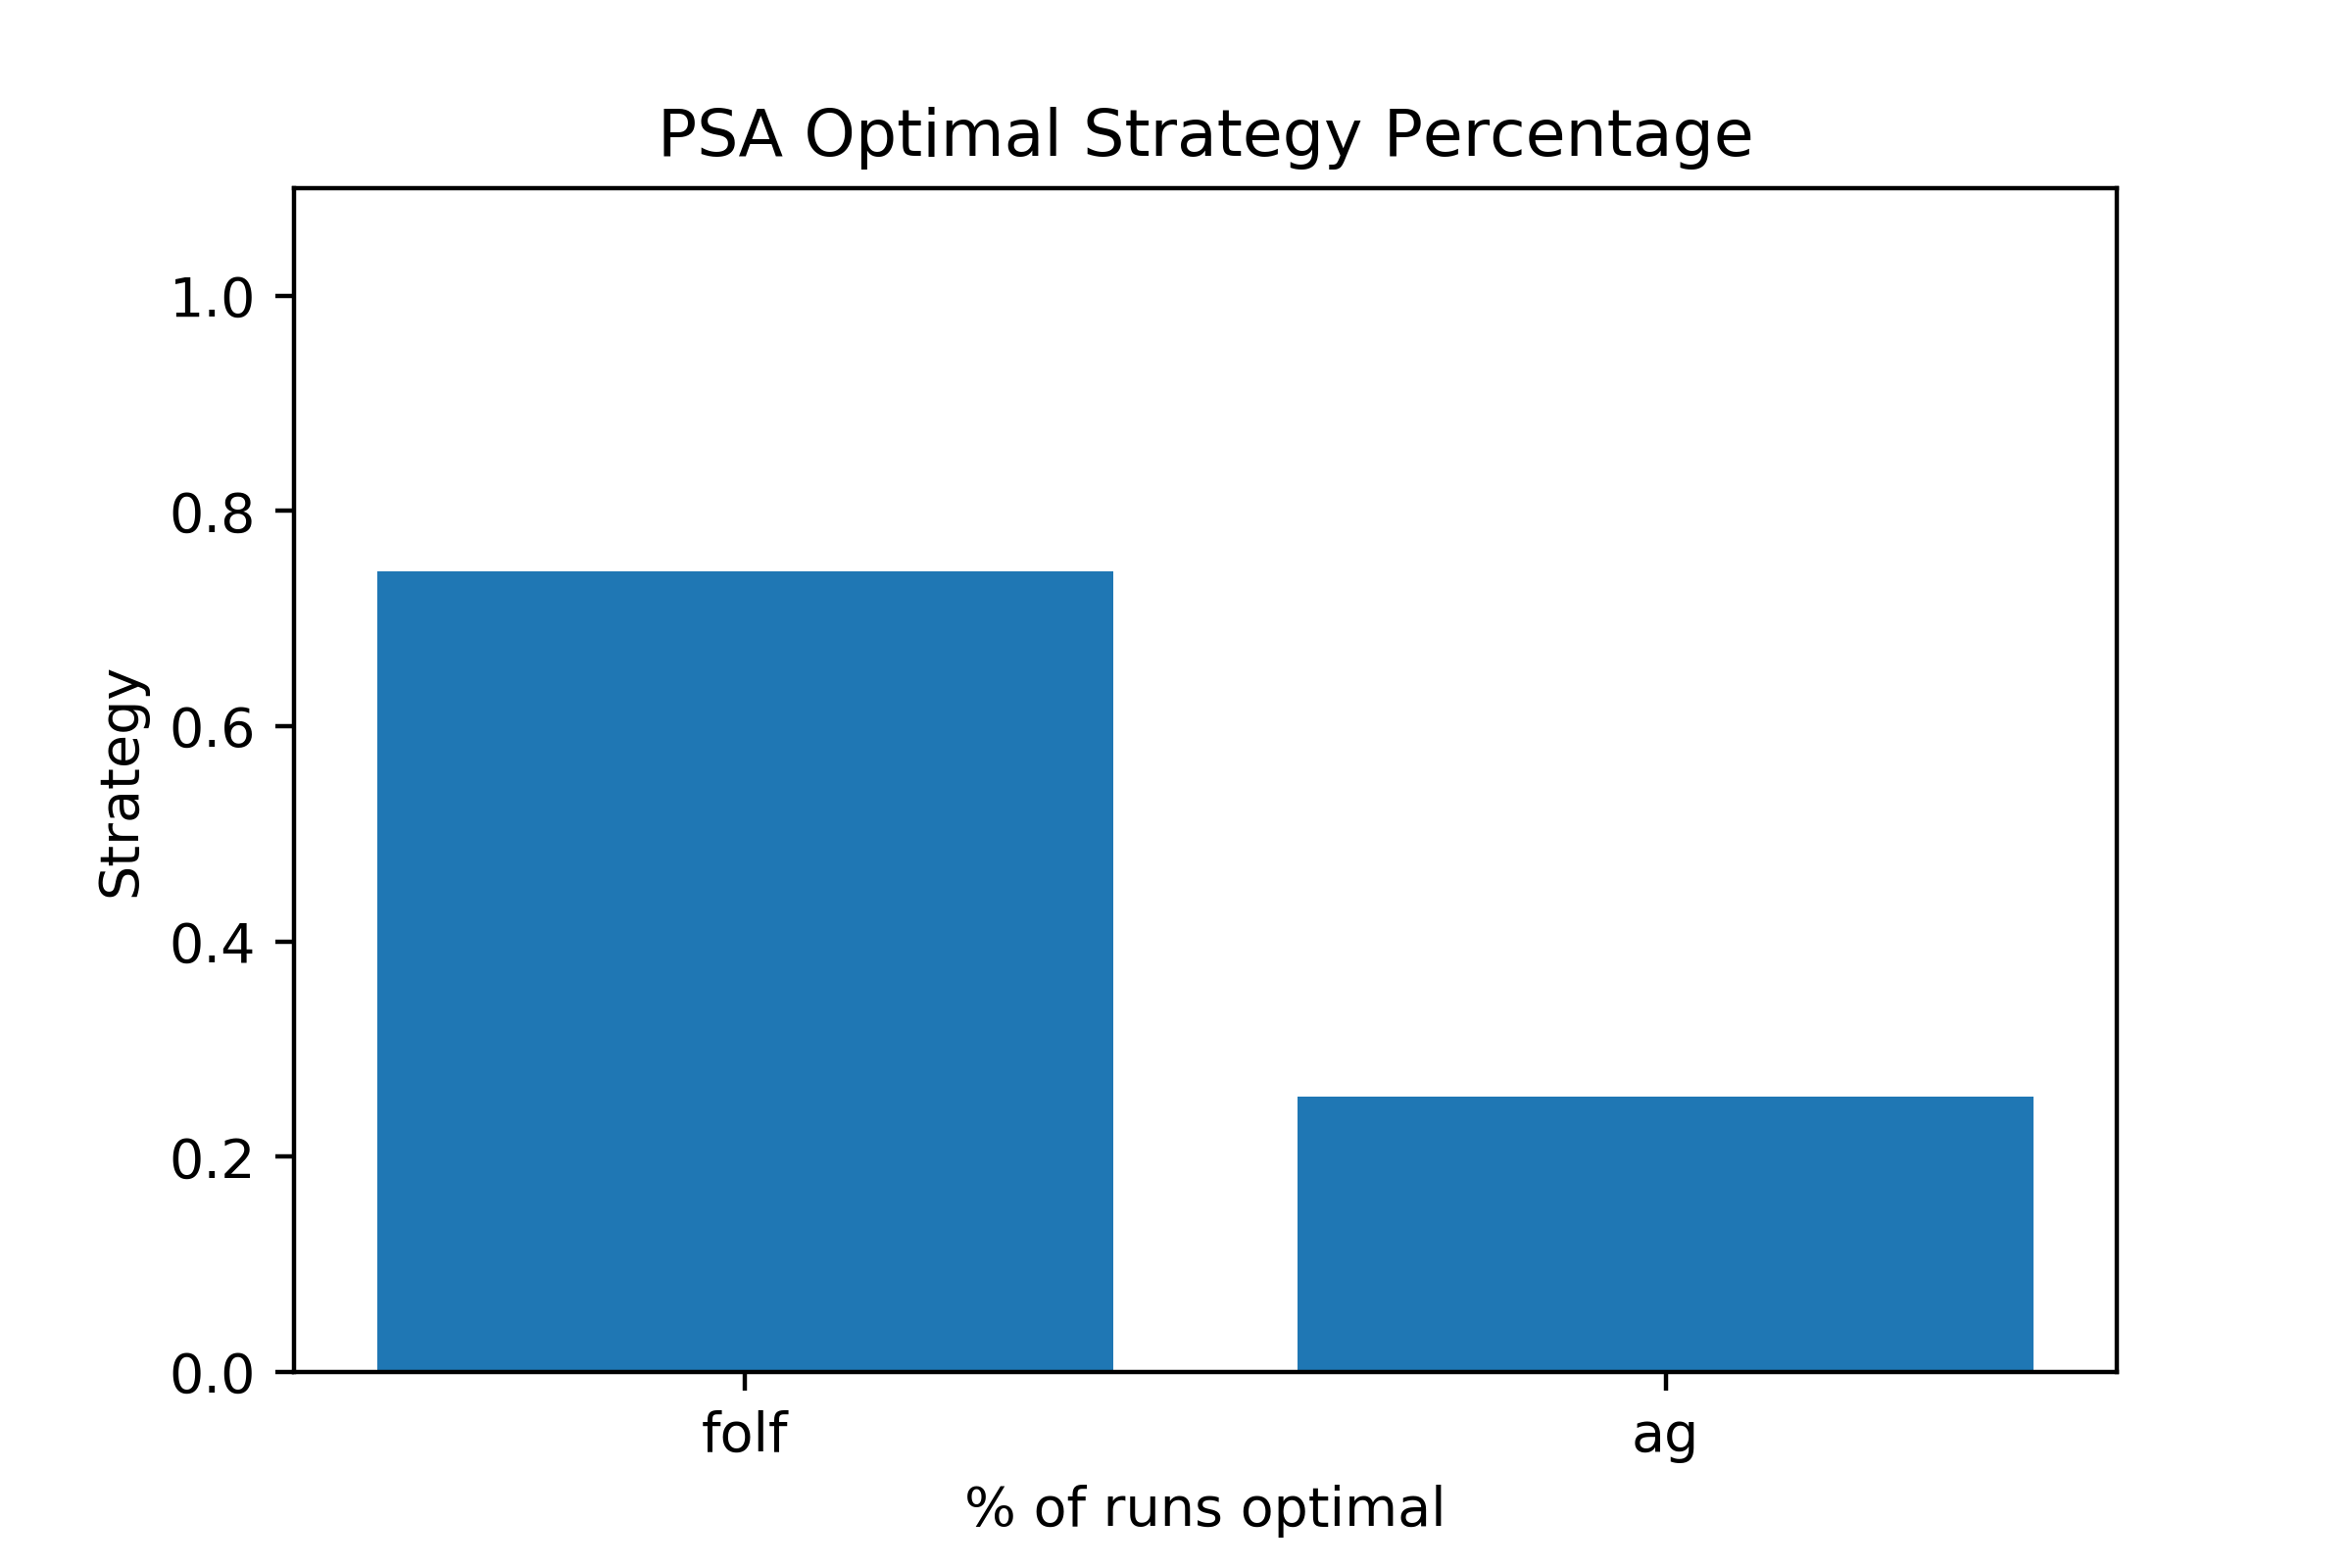 PSA Optimal Strategy Percentage
1.0
0.8
0.6
0.4
0.2
0.0
Strategy
folf
ag
% of runs optimal